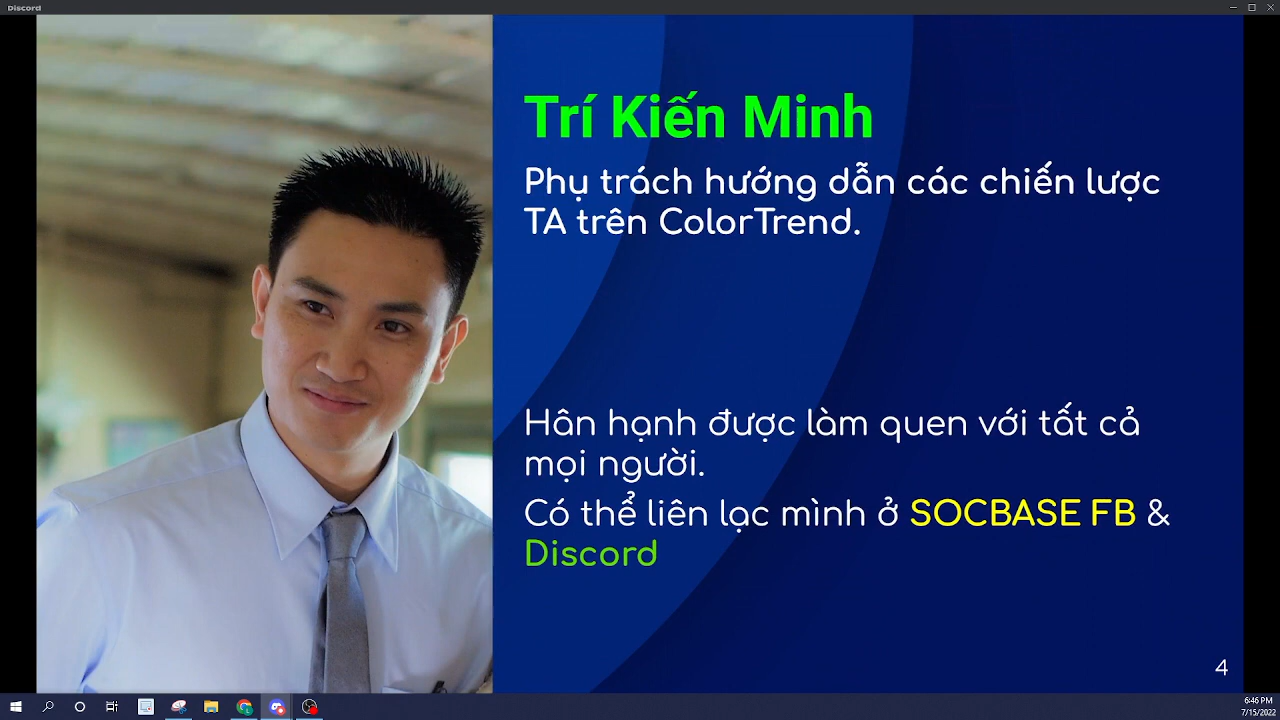 Discord
Trí Kiến Minh
Phụ trách hướng dẫn các chiến lược
TA trên ColorTrend.
Hân hạnh được làm quen với tất cả
mọi người.
Có thể liên lạc mình ở SOCBASE FB &
Discord
4
6:46 PM
7/15/2022